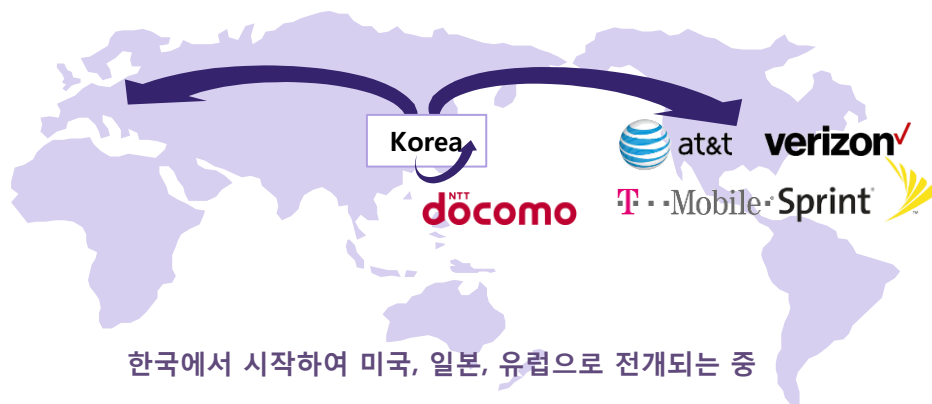 Korea
at&t
verizon✓
NTT
docomo
T··Mobile·
Sprint
TM
한국에서 시작하여 미국, 일본, 유럽으로 전개되는 중